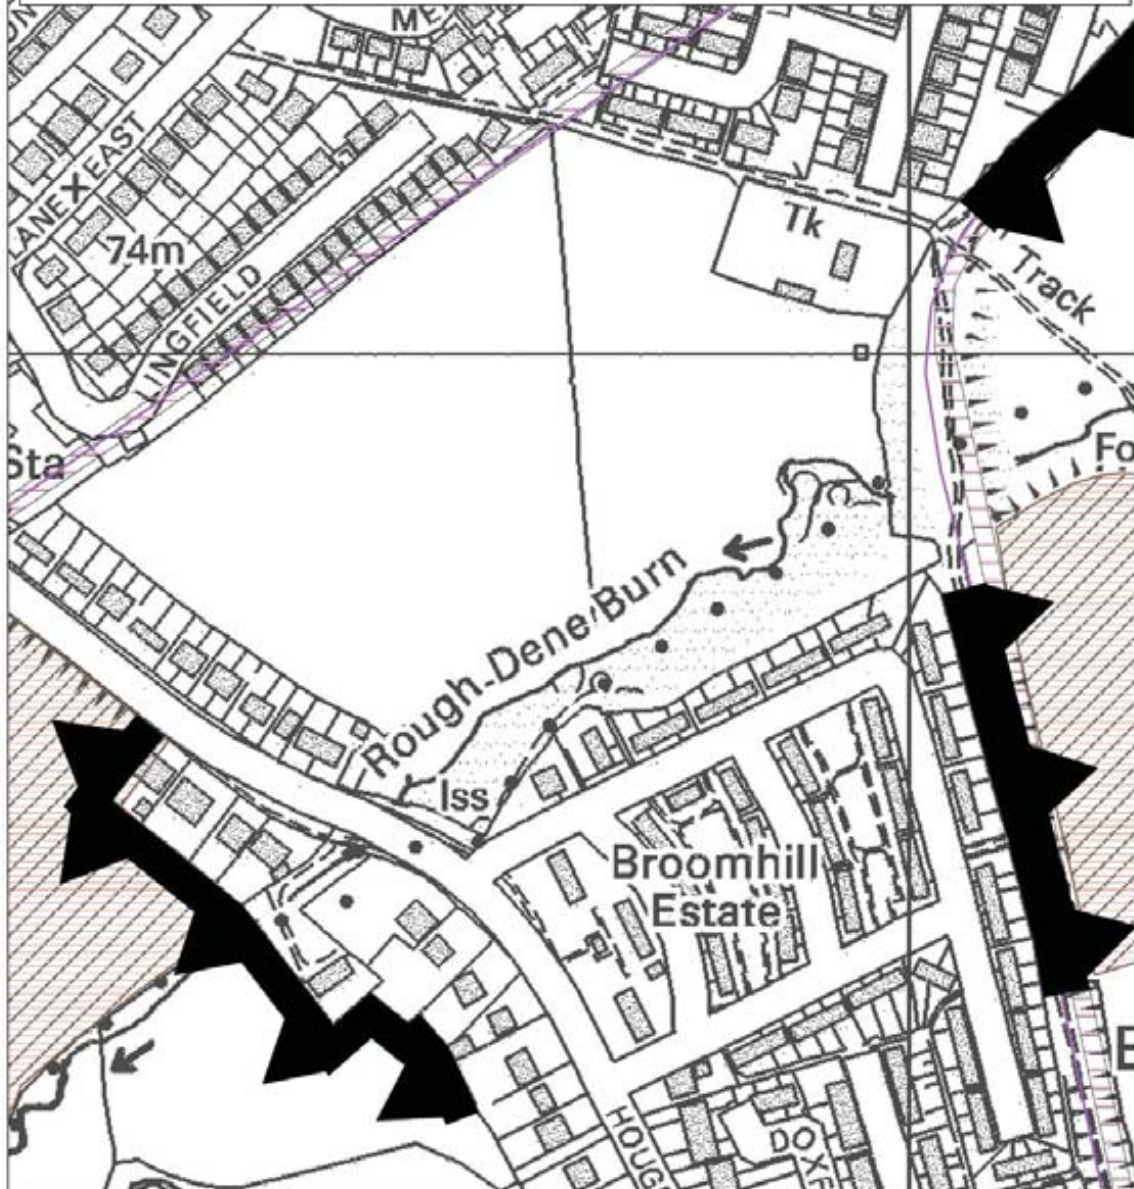 LANE EAST
74m
LINGFIELD
Tk
Track
Sta
Fo
Rough Dene Burn
Iss
Broomhill
Estate
HOUG
DOXF